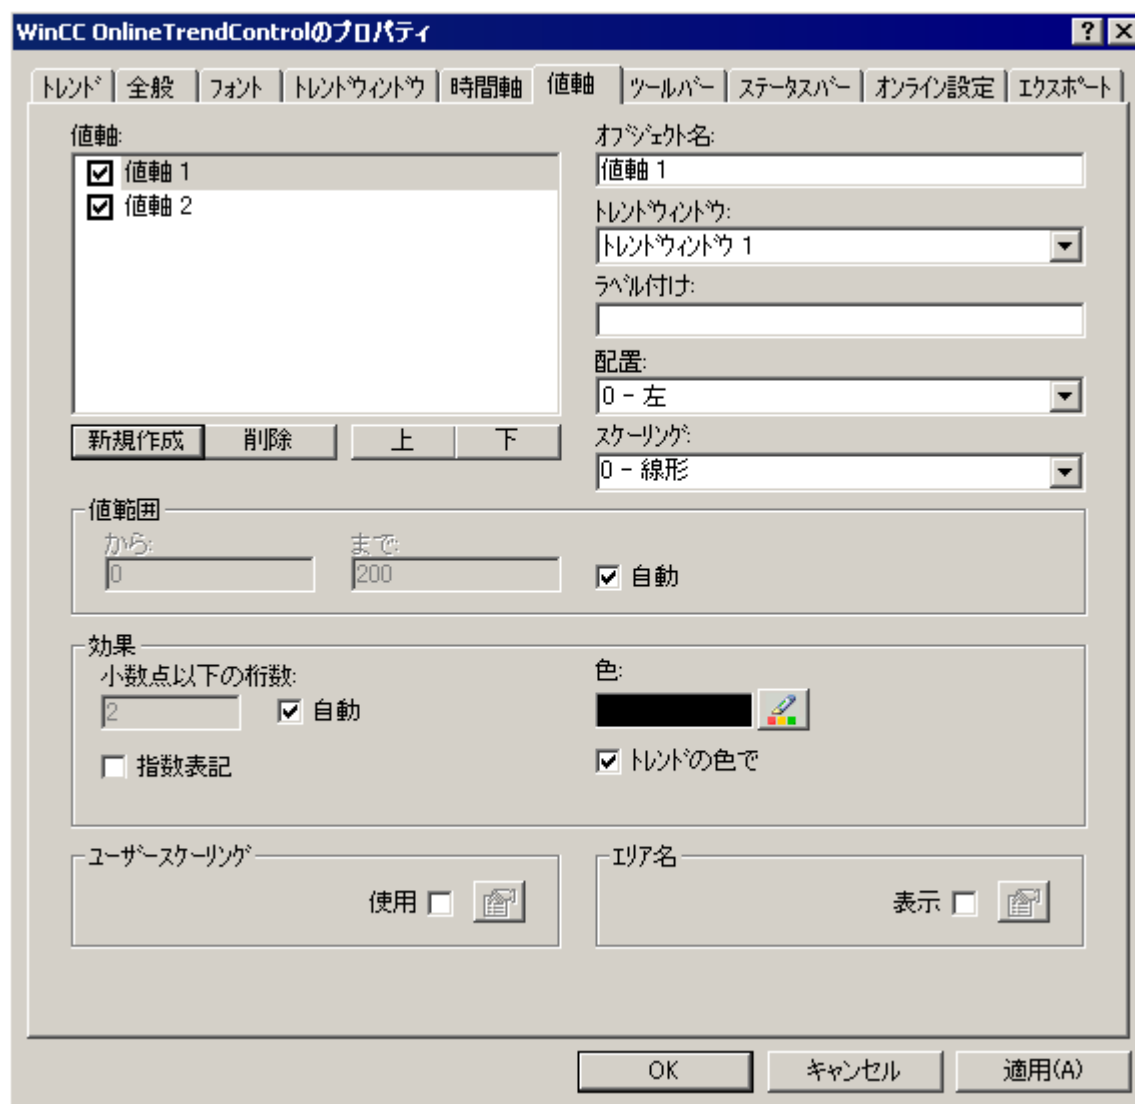 WinCC OnlineTrendControlのプロパティ
トレンド 全般 フォント トレンドウィンドウ 時間軸 値軸 ツールバー ステータスバー オンライン設定 エクスポート
値軸:
値軸 1
値軸 2
新規作成 削除 上 下
オブジェクト名:
値軸 1
トレンドウィンドウ:
トレンドウィンドウ 1
ラベル付け:
配置:
0 - 左
スケーリング:
0 - 線形
値範囲
から: まで:
0 200 自動
効果
小数点以下の桁数:
2 自動
指数表記
色:
トレンドの色で
ユーザースケーリング
使用
エリア名
表示
OK キャンセル 適用(A)